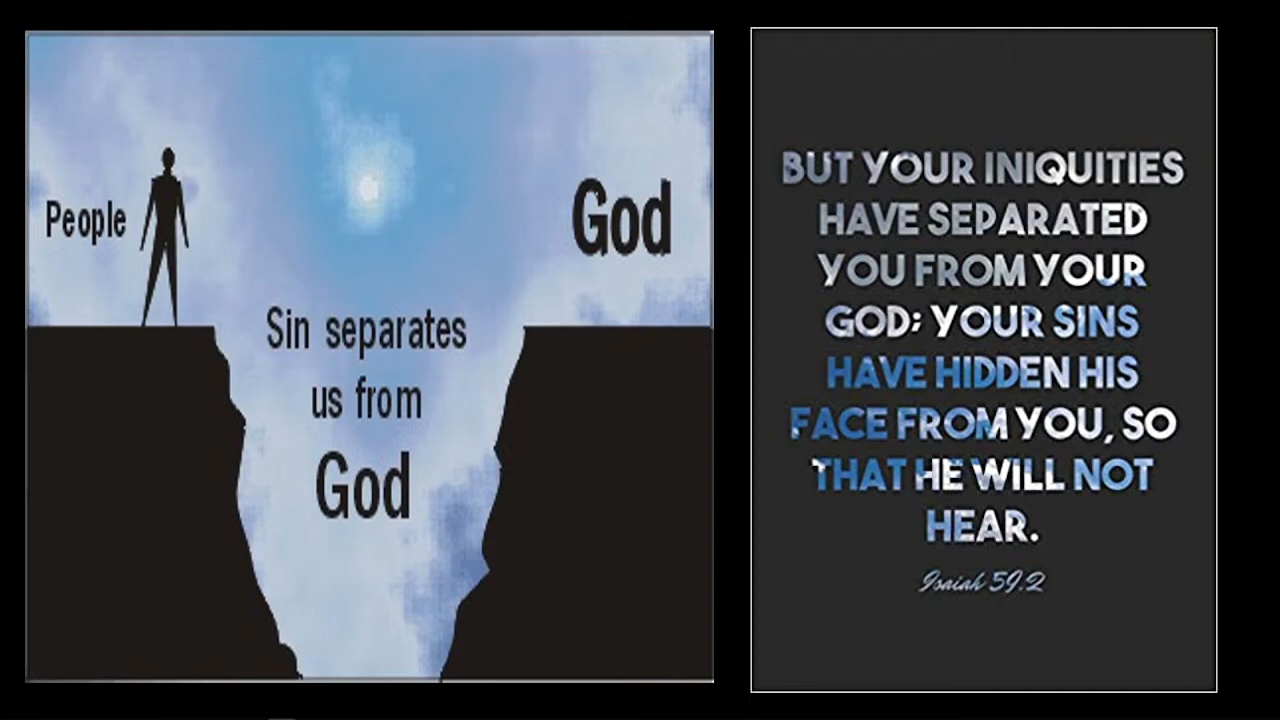 People
God
Sin separates
us from
God
BUT YOUR INIQUITIES
HAVE SEPARATED
YOU FROM YOUR
GOD; YOUR SINS
HAVE HIDDEN HIS
FACE FROM YOU, SO
THAT HE WILL NOT
HEAR.
Isaiah 59.2